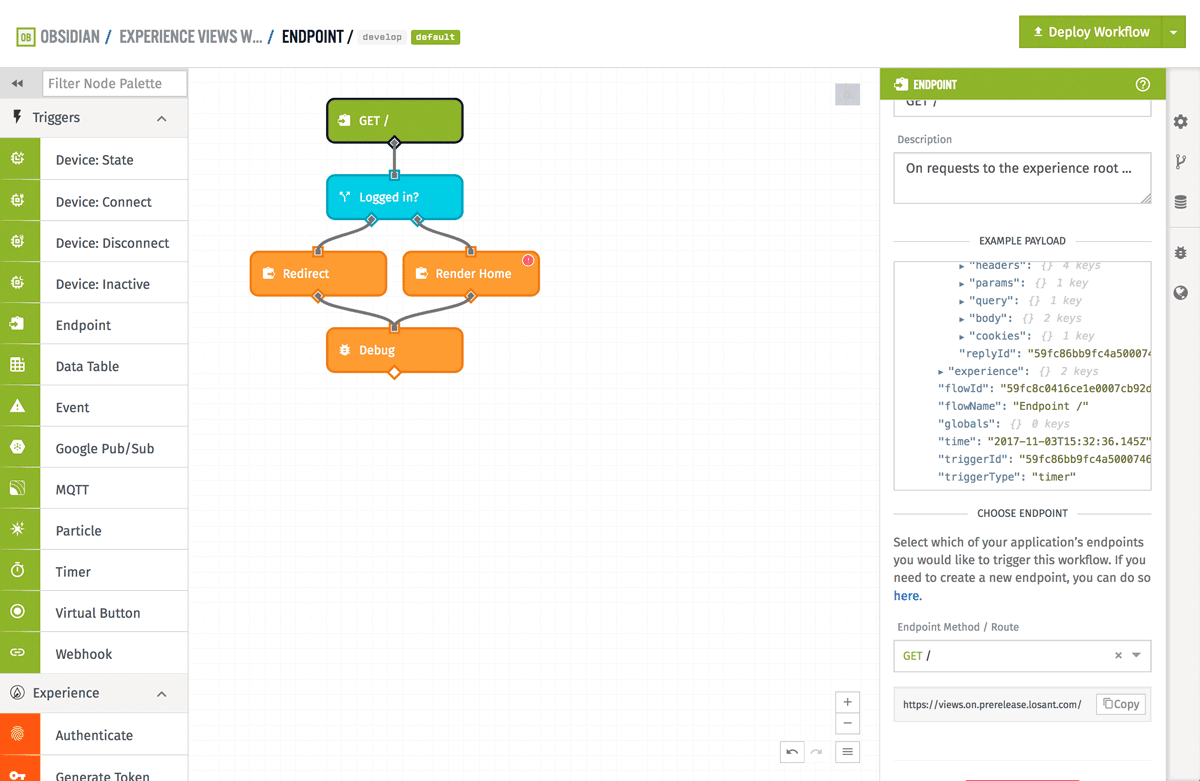 OB OBSIDIAN / EXPERIENCE VIEWS W... / ENDPOINT / develop default
Deploy Workflow
Filter Node Palette
Triggers
Device: State
Device: Connect
Device: Disconnect
Device: Inactive
Endpoint
Data Table
Event
Google Pub/Sub
MQTT
Particle
Timer
Virtual Button
Webhook
Experience
Authenticate
Generate Token
GET /
Logged in?
Redirect
Render Home
Debug
ENDPOINT
GET /
Description
On requests to the experience root ...
EXAMPLE PAYLOAD
"headers": {} 4 keys
"params": {} 1 key
"query": {} 1 key
"body": {} 2 keys
"cookies": {} 1 key
"replyId": "59fc86bb9fc4a500074
"experience": {} 2 keys
"flowId": "59fc8c0416ce1e0007cb92d
"flowName": "Endpoint /"
"globals": {} 0 keys
"time": "2017-11-03T15:32:36.145Z"
"triggerId": "59fc86bb9fc4a5000746
"triggerType": "timer"
CHOOSE ENDPOINT
Select which of your application's endpoints
you would like to trigger this workflow. If you
need to create a new endpoint, you can do so
here.
Endpoint Method / Route
GET /
https://views.on.prerelease.losant.com/
Copy